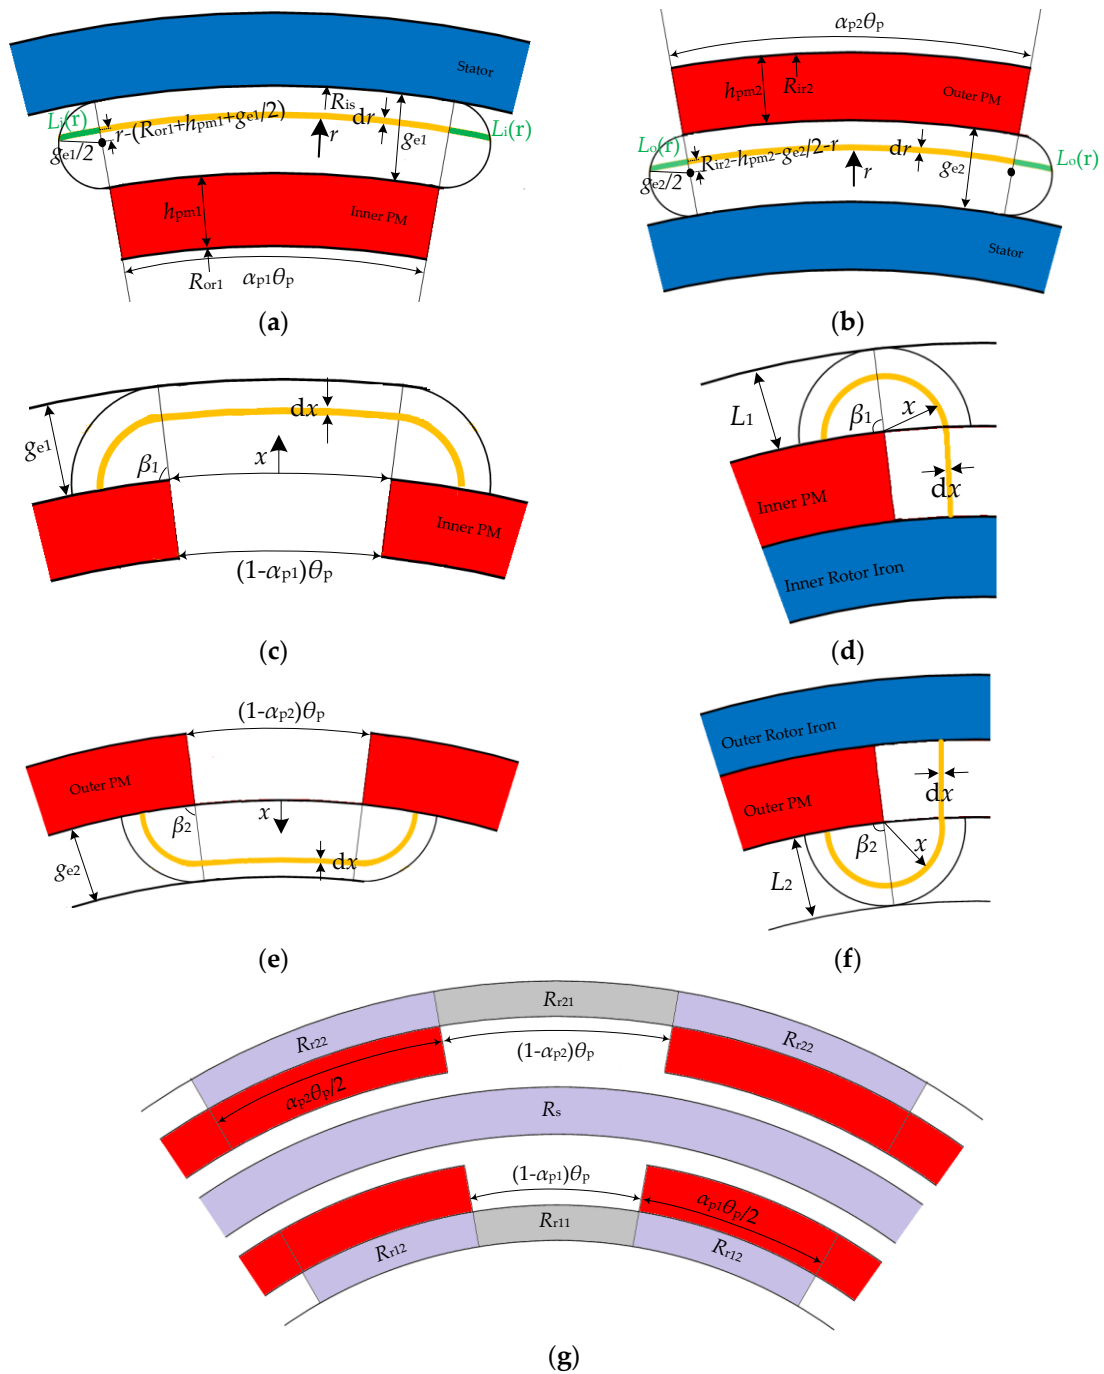 Stator
Ris
dr
Li(r)
r-(Ror1+hpm1+ge1/2)
Li(r)
ge1/2
r
ge1
hpm1
Inner PM
Ror1
αp1θp
(a)
αp2θp
hpm2
Rir2
Outer PM
Lo(r)
Rir2-hpm2-ge2/2-r
dr
Lo(r)
ge2/2
r
ge2
Stator
(b)
ge1
dx
β1
x
Inner PM
(1-αp1)θp
(c)
L1
β1
x
Inner PM
dx
Inner Rotor Iron
(d)
(1-αp2)θp
Outer PM
β2
x
ge2
dx
(e)
Outer Rotor Iron
Outer PM
dx
β2
x
L2
(f)
Rr21
Rr22
(1-αp2)θp
Rr22
αp2θp/2
Rs
(1-αp1)θp
αp1θp/2
Rr11
Rr12
Rr12
(g)